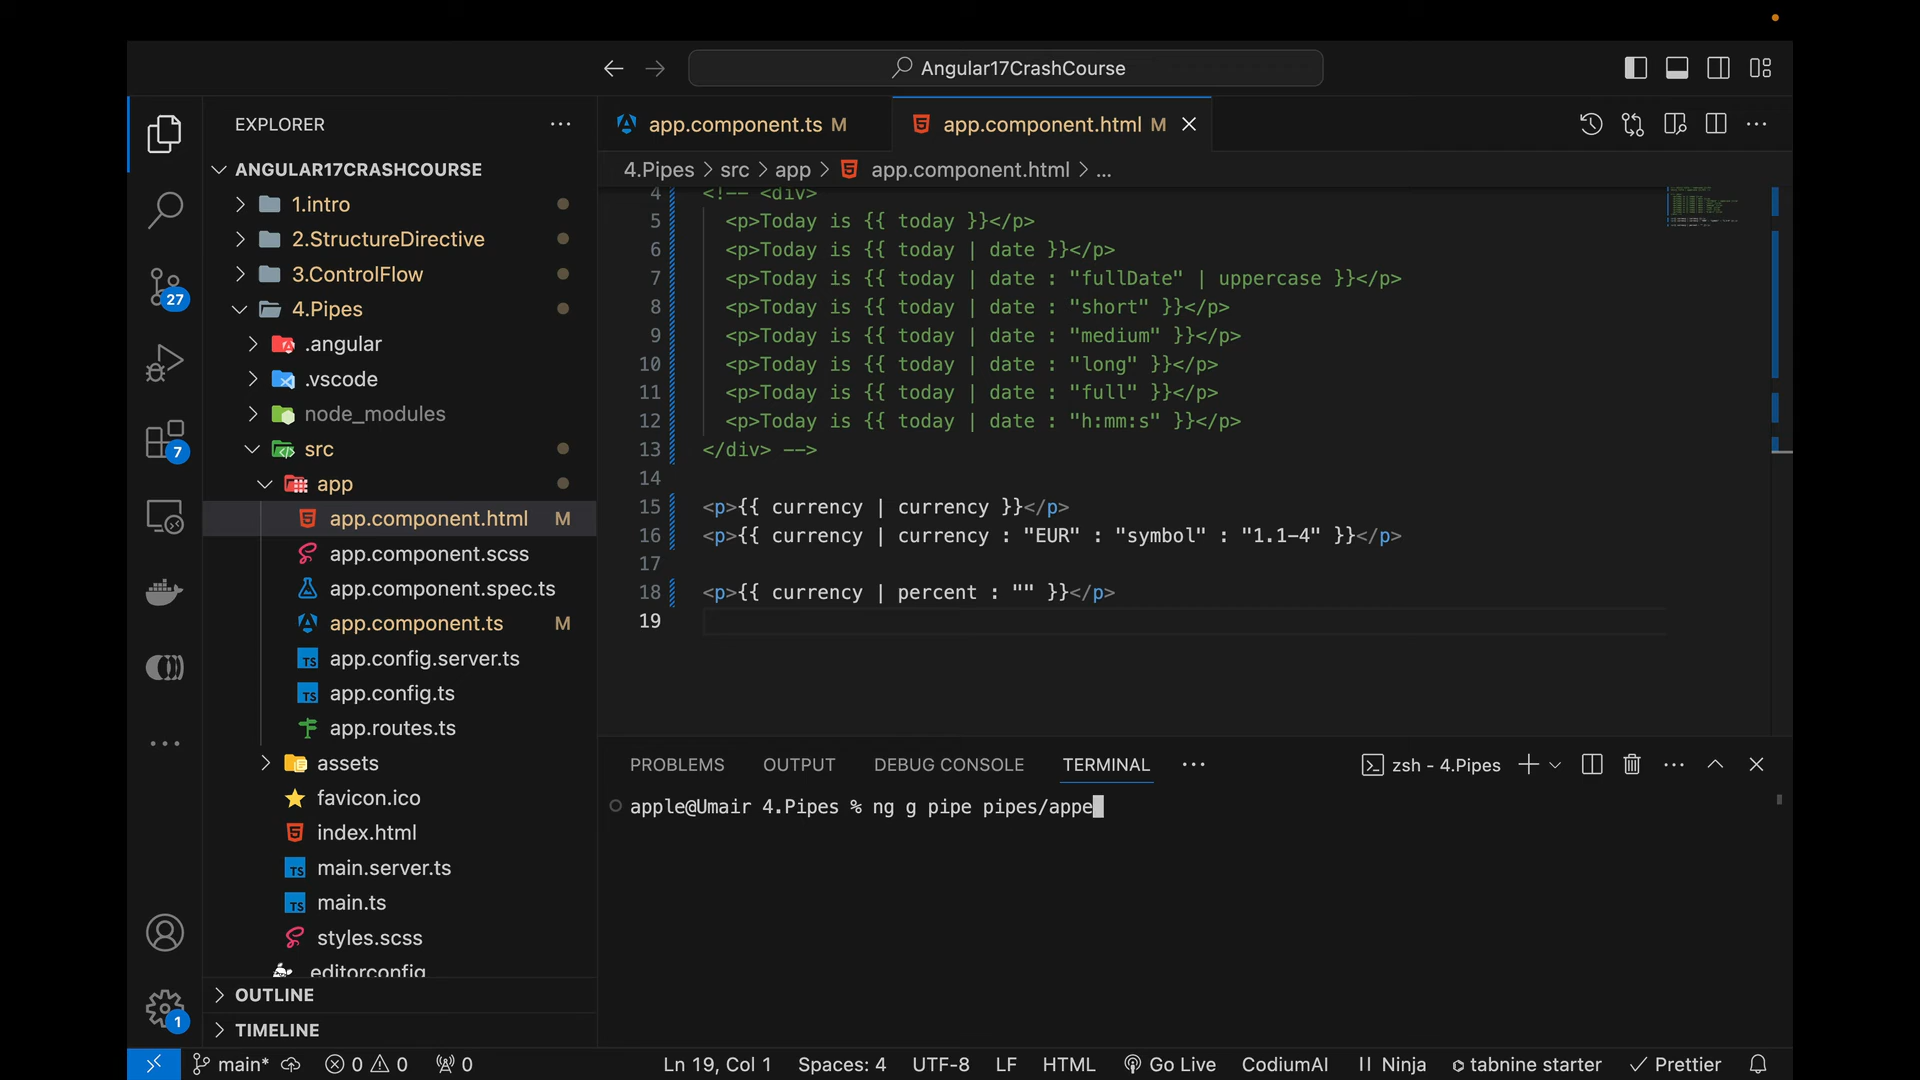 Angular17CrashCourse
EXPLORER
ANGULAR17CRASHCOURSE
1.intro
2.StructureDirective
3.ControlFlow
4.Pipes
.angular
.vscode
node_modules
src
app
app.component.html M
app.component.scss
app.component.spec.ts
app.component.ts M
app.config.server.ts
app.config.ts
app.routes.ts
assets
favicon.ico
index.html
main.server.ts
main.ts
styles.scss
editorconfig
OUTLINE
TIMELINE
27
7
1
app.component.ts M
app.component.html M
4.Pipes > src > app > app.component.html > ...
4 <!-- <div>
5 <p>Today is {{ today }}</p>
6 <p>Today is {{ today | date }}</p>
7 <p>Today is {{ today | date : "fullDate" | uppercase }}</p>
8 <p>Today is {{ today | date : "short" }}</p>
9 <p>Today is {{ today | date : "medium" }}</p>
10 <p>Today is {{ today | date : "long" }}</p>
11 <p>Today is {{ today | date : "full" }}</p>
12 <p>Today is {{ today | date : "h:mm:s" }}</p>
13 </div> -->
14
15 <p>{{ currency | currency }}</p>
16 <p>{{ currency | currency : "EUR" : "symbol" : "1.1-4" }}</p>
17
18 <p>{{ currency | percent : "" }}</p>
19
PROBLEMS OUTPUT DEBUG CONSOLE TERMINAL zsh - 4.Pipes
apple@Umair 4.Pipes % ng g pipe pipes/appe
main* 0 0 0 Ln 19, Col 1 Spaces: 4 UTF-8 LF HTML Go Live CodiumAI Ninja tabnine starter Prettier